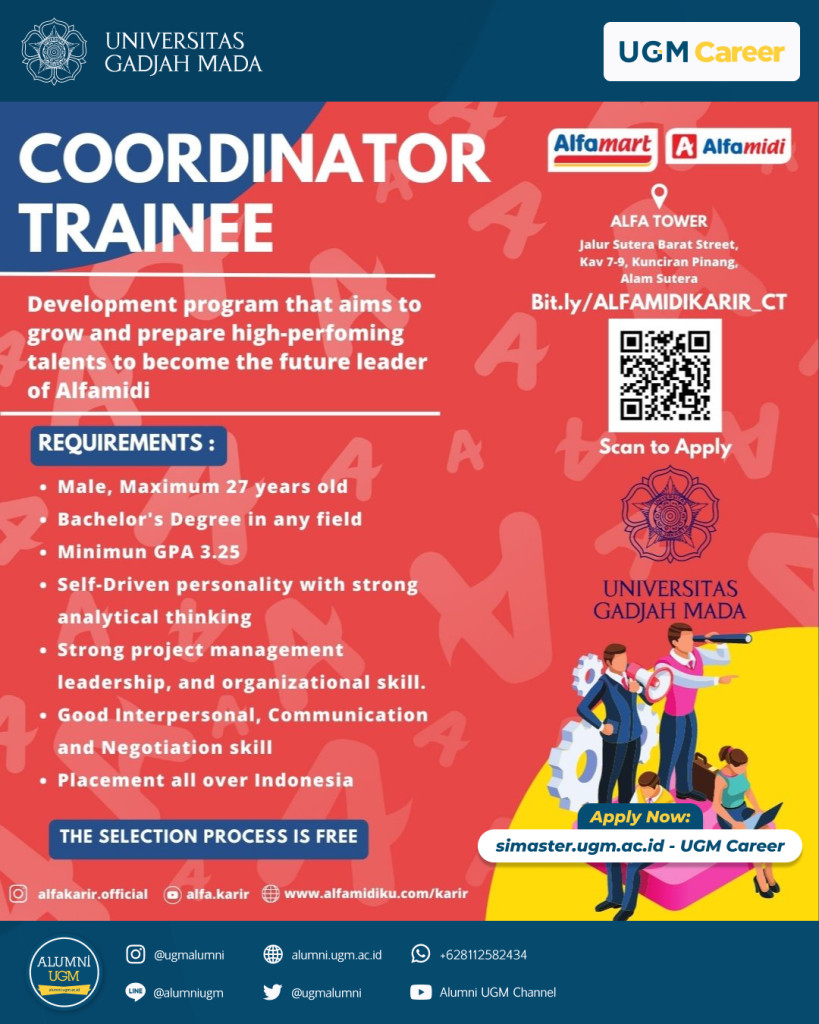 UNIVERSITAS
GADJAH MADA
UGM Career
COORDINATOR
TRAINEE
Alfamart
Alfamidi
ALFA TOWER
Jalur Sutera Barat Street,
Kav 7-9, Kunciran Pinang,
Alam Sutera
Bit.ly/ALFAMIDIKARIR_CT
Scan to Apply
Development program that aims to
grow and prepare high-perfoming
talents to become the future leader
of Alfamidi
REQUIREMENTS :
• Male, Maximum 27 years old
• Bachelor's Degree in any field
• Minimun GPA 3.25
• Self-Driven personality with strong
analytical thinking
• Strong project management
leadership, and organizational skill.
• Good Interpersonal, Communication
and Negotiation skill
• Placement all over Indonesia
THE SELECTION PROCESS IS FREE
UNIVERSITAS
GADJAH MADA
Apply Now:
simaster.ugm.ac.id - UGM Career
alfakarir.official
alfa.karir
www.alfamidiku.com/karir
ALUMNI
UGM
alumni.ugm.ac.id
@ugmalumni
alumni.ugm.ac.id
+628112582434
LINE
@alumniugm
@ugmalumni
Alumni UGM Channel